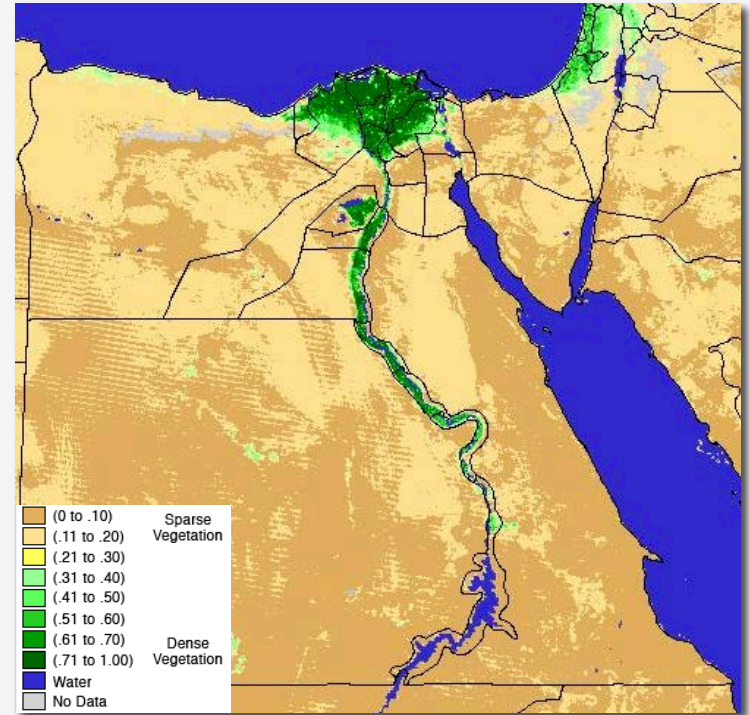 (0 to .10) Sparse
(.11 to .20) Vegetation
(.21 to .30)
(.31 to .40)
(.41 to .50)
(.51 to .60)
(.61 to .70) Dense
(.71 to 1.00) Vegetation
Water
No Data